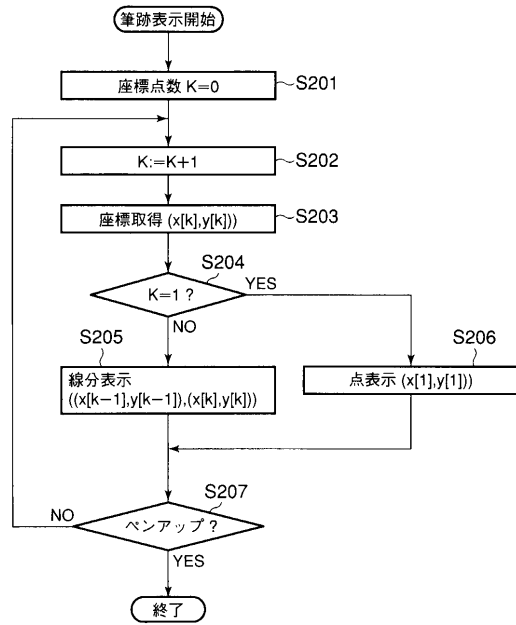 筆跡表示開始
座標点数 K=0
S201
K:=K+1
S202
座標取得 (x[k],y[k]))
S203
S204
K=1 ?
YES
NO
S205
線分表示
((x[k−1],y[k−1]),(x[k],y[k]))
S206
点表示 (x[1],y[1]))
S207
NO
ペンアップ ?
YES
終了